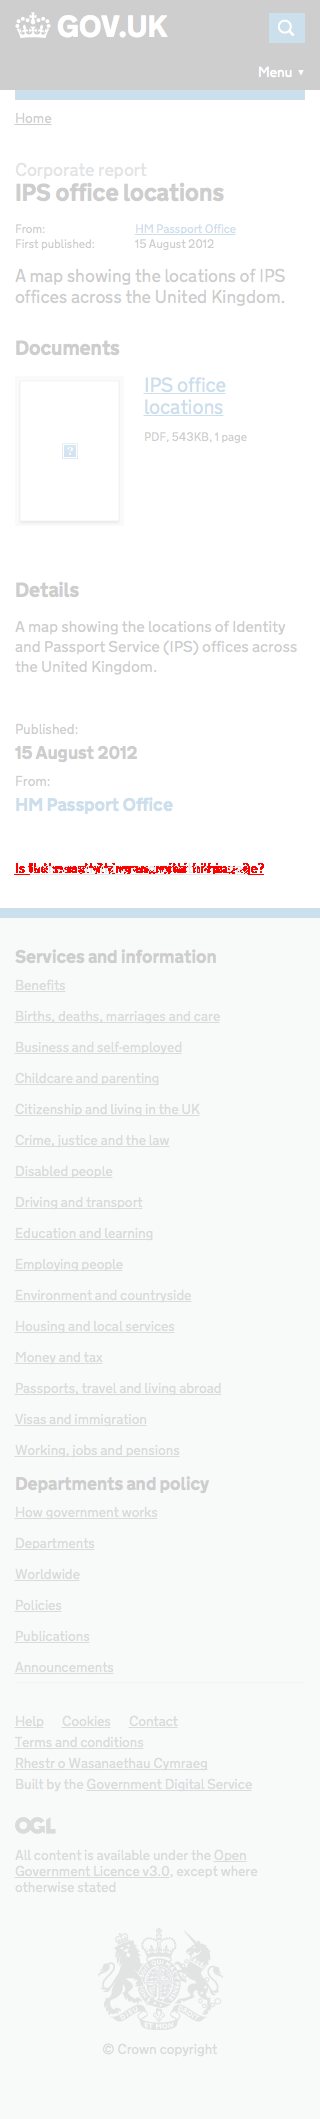 GOV.UK
Menu ▼
Home
Corporate report
IPS office locations
From: HM Passport Office
First published: 15 August 2012
A map showing the locations of IPS
offices across the United Kingdom.
Documents
IPS office
locations
PDF, 543KB, 1 page
Details
A map showing the locations of Identity
and Passport Service (IPS) offices across
the United Kingdom.
Published:
15 August 2012
From:
HM Passport Office
Services and information
Benefits
Births, deaths, marriages and care
Business and self-employed
Childcare and parenting
Citizenship and living in the UK
Crime, justice and the law
Disabled people
Driving and transport
Education and learning
Employing people
Environment and countryside
Housing and local services
Money and tax
Passports, travel and living abroad
Visas and immigration
Working, jobs and pensions
Departments and policy
How government works
Departments
Worldwide
Policies
Publications
Announcements
Help Cookies Contact
Terms and conditions
Rhestr o Wasanaethau Cymraeg
Built by the Government Digital Service
OGL
All content is available under the Open
Government Licence v3.0, except where
otherwise stated
© Crown copyright